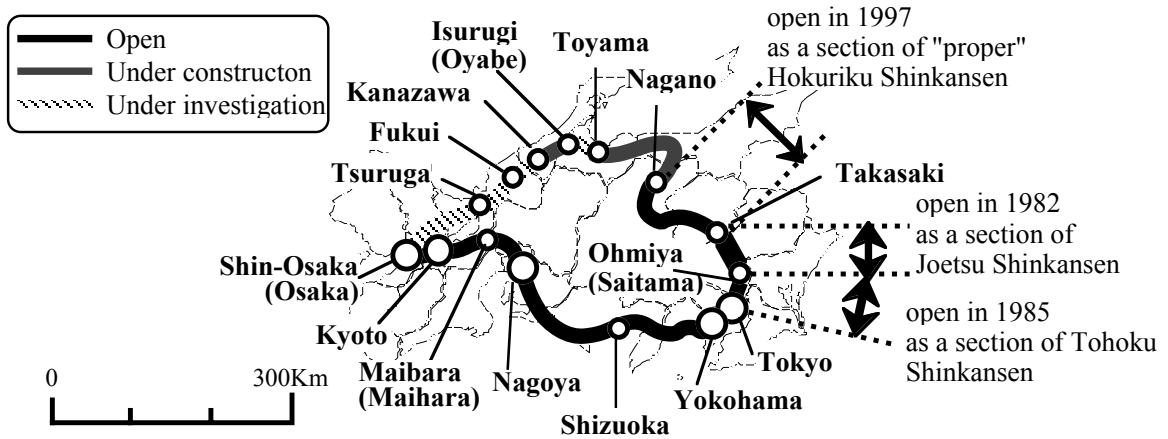 Open
Under constructon
Under investigation
Isurugi
(Oyabe)
Toyama
Nagano
Kanazawa
Fukui
Tsuruga
open in 1997
as a section of "proper"
Hokuriku Shinkansen
Takasaki
open in 1982
as a section of
Joetsu Shinkansen
Ohmiya
(Saitama)
Shin-Osaka
(Osaka)
Kyoto
Maibara
(Maihara)
Nagoya
Shizuoka
Yokohama
Tokyo
open in 1985
as a section of Tohoku
Shinkansen
0 300Km